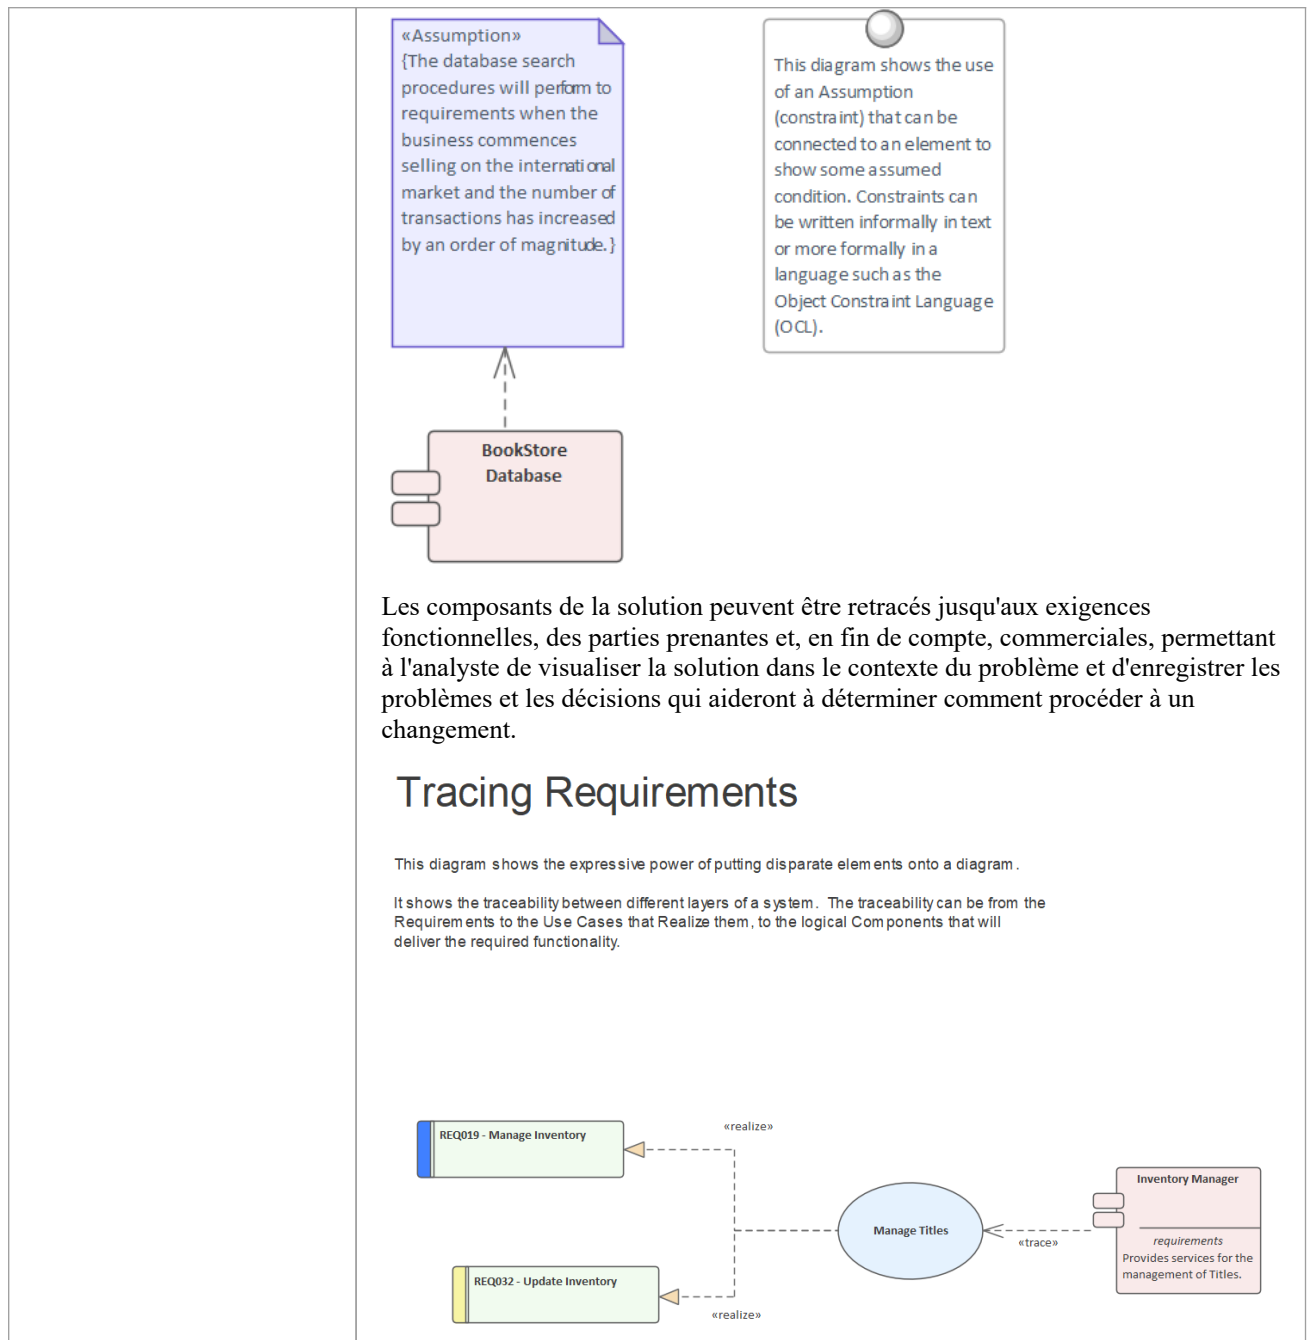 «Assumption»
{The database search
procedures will perform to
requirements when the
business commences
selling on the international
market and the number of
transactions has increased
by an order of magnitude.}
This diagram shows the use
of an Assumption
(constraint) that can be
connected to an element to
show some assumed
condition. Constraints can
be written informally in text
or more formally in a
language such as the
Object Constraint Language
(OCL).
BookStore
Database
Les composants de la solution peuvent être retracés jusqu'aux exigences
fonctionnelles, des parties prenantes et, en fin de compte, commerciales, permettant
à l'analyste de visualiser la solution dans le contexte du problème et d'enregistrer les
problèmes et les décisions qui aideront à déterminer comment procéder à un
changement.
Tracing Requirements
This diagram shows the expressive power of putting disparate elements onto a diagram.
It shows the traceability between different layers of a system. The traceability can be from the
Requirements to the Use Cases that Realize them, to the logical Components that will
deliver the required functionality.
«realize»
REQ019 - Manage Inventory
Inventory Manager
Manage Titles
«trace»
requirements
Provides services for the
management of Titles.
REQ032 - Update Inventory
«realize»